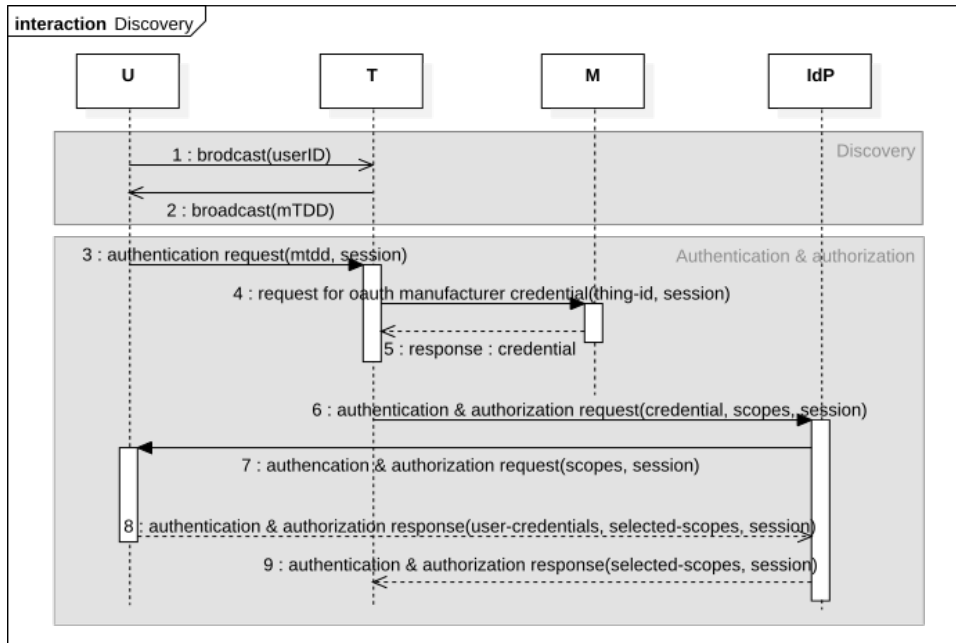 interaction Discovery
U T M IdP
Discovery
1 : brodcast(userID)
2 : broadcast(mTDD)
3 : authentication request(mtdd, session)
Authentication & authorization
4 : request for oauth manufacturer credential(thing-id, session)
5 : response : credential
6 : authentication & authorization request(credential, scopes, session)
7 : authencation & authorization request(scopes, session)
8 : authentication & authorization response(user-credentials, selected-scopes, session)
9 : authentication & authorization response(selected-scopes, session)